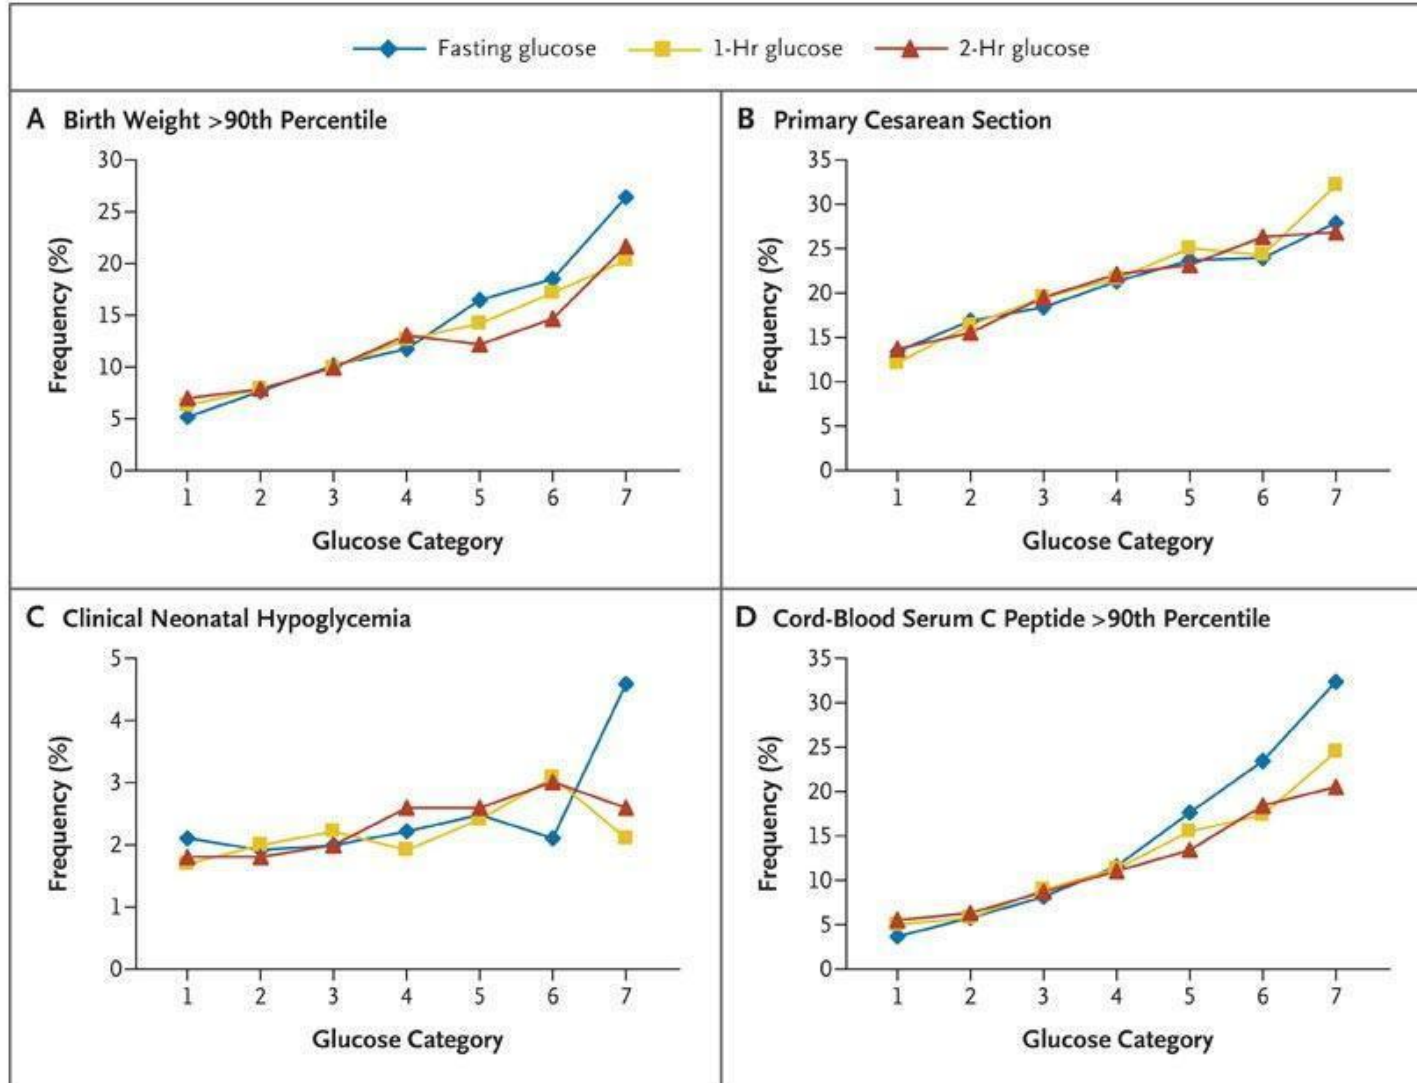 Fasting glucose 1-Hr glucose 2-Hr glucose
A Birth Weight >90th Percentile
30
25
20
15
10
5
0
Frequency (%)
1 2 3 4 5 6 7
Glucose Category
B Primary Cesarean Section
35
30
25
20
15
10
5
0
Frequency (%)
1 2 3 4 5 6 7
Glucose Category
C Clinical Neonatal Hypoglycemia
5
4
3
2
1
0
Frequency (%)
1 2 3 4 5 6 7
Glucose Category
D Cord-Blood Serum C Peptide >90th Percentile
35
30
25
20
15
10
5
0
Frequency (%)
1 2 3 4 5 6 7
Glucose Category